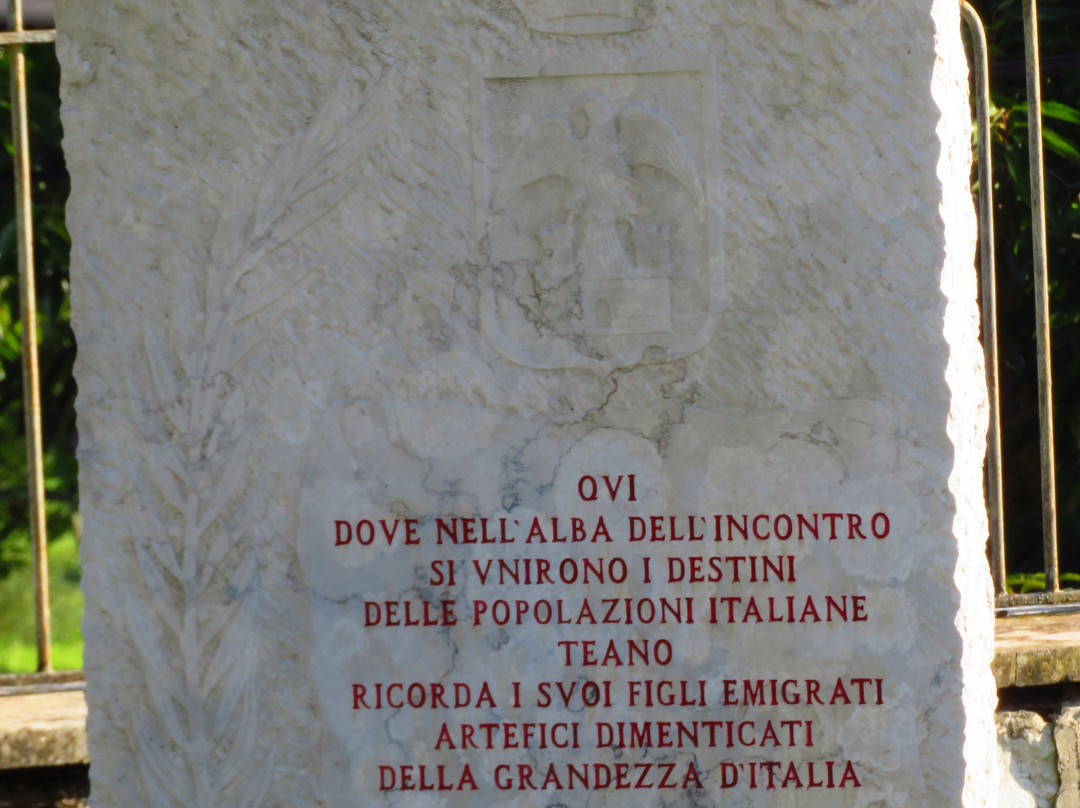 QVI
DOVE NELL'ALBA DELL'INCONTRO
SI VNIRONO I DESTINI
DELLE POPOLAZIONI ITALIANE
TEANO
RICORDA I SVOI FIGLI EMIGRATI
ARTEFICI DIMENTICATI
DELLA GRANDEZZA D'ITALIA